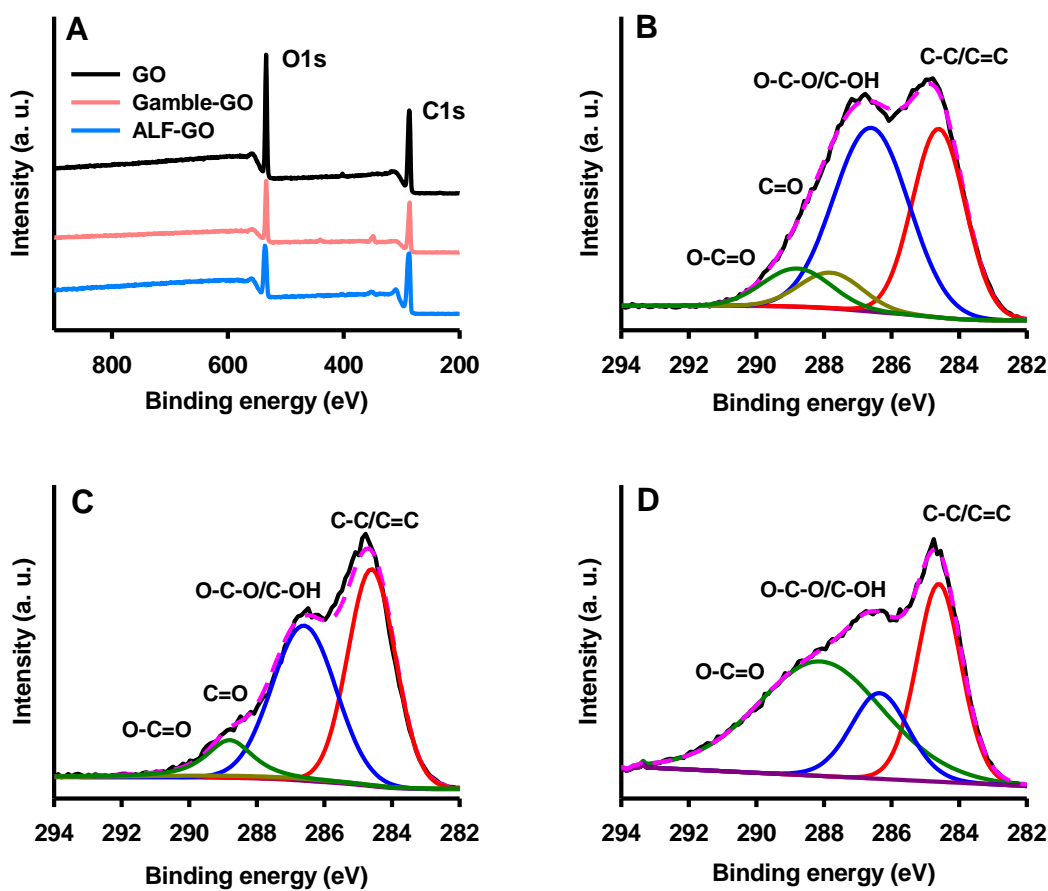 A
GO
Gamble-GO
ALF-GO
O1s
C1s
Intensity (a. u.)
800 600 400 200
Binding energy (eV)
B
C-C/C=C
O-C-O/C-OH
C=O
O-C=O
Intensity (a. u.)
294 292 290 288 286 284 282
Binding energy (eV)
C
C-C/C=C
O-C-O/C-OH
C=O
O-C=O
Intensity (a. u.)
294 292 290 288 286 284 282
Binding energy (eV)
D
C-C/C=C
O-C-O/C-OH
O-C=O
Intensity (a. u.)
294 292 290 288 286 284 282
Binding energy (eV)